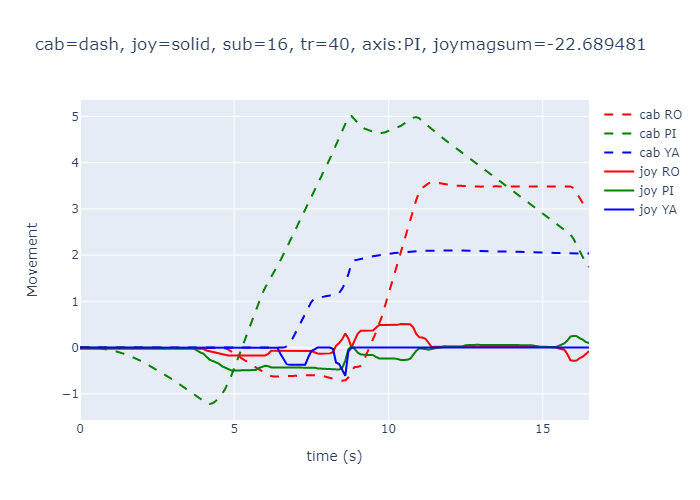 cab=dash, joy=solid, sub=16, tr=40, axis:PI, joymagsum=-22.689481
cab RO
cab PI
cab YA
joy RO
joy PI
joy YA
Movement
5
4
3
2
1
0
−1
0
5
10
15
time (s)